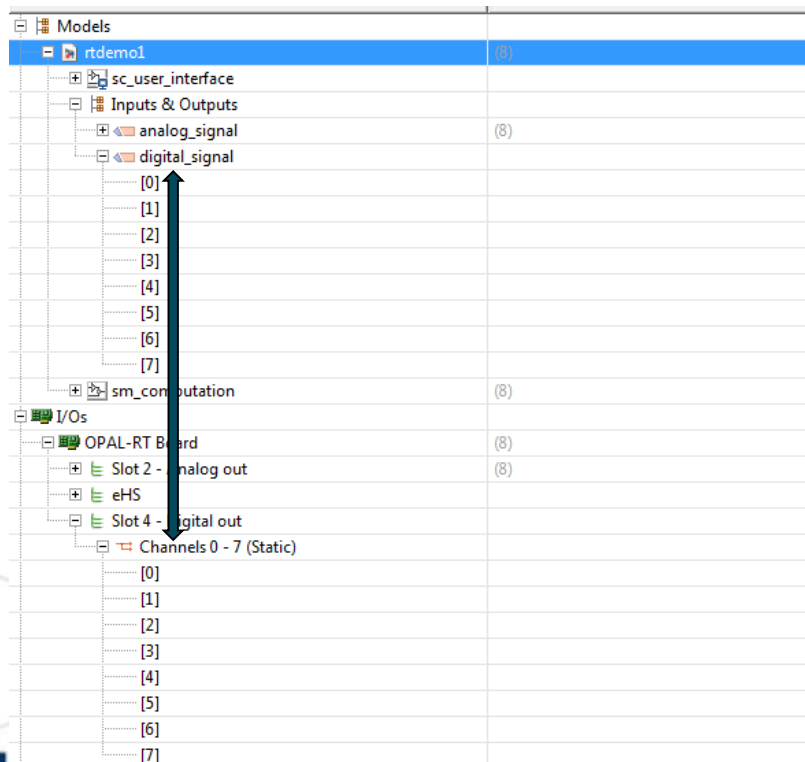 Models
rtdemo1 (8)
sc_user_interface
Inputs & Outputs
analog_signal (8)
digital_signal
[0]
[1]
[2]
[3]
[4]
[5]
[6]
[7]
sm_computation (8)
I/Os
OPAL-RT Board (8)
Slot 2 - Analog out (8)
eHS
Slot 4 - Digital out
Channels 0 - 7 (Static)
[0]
[1]
[2]
[3]
[4]
[5]
[6]
[7]